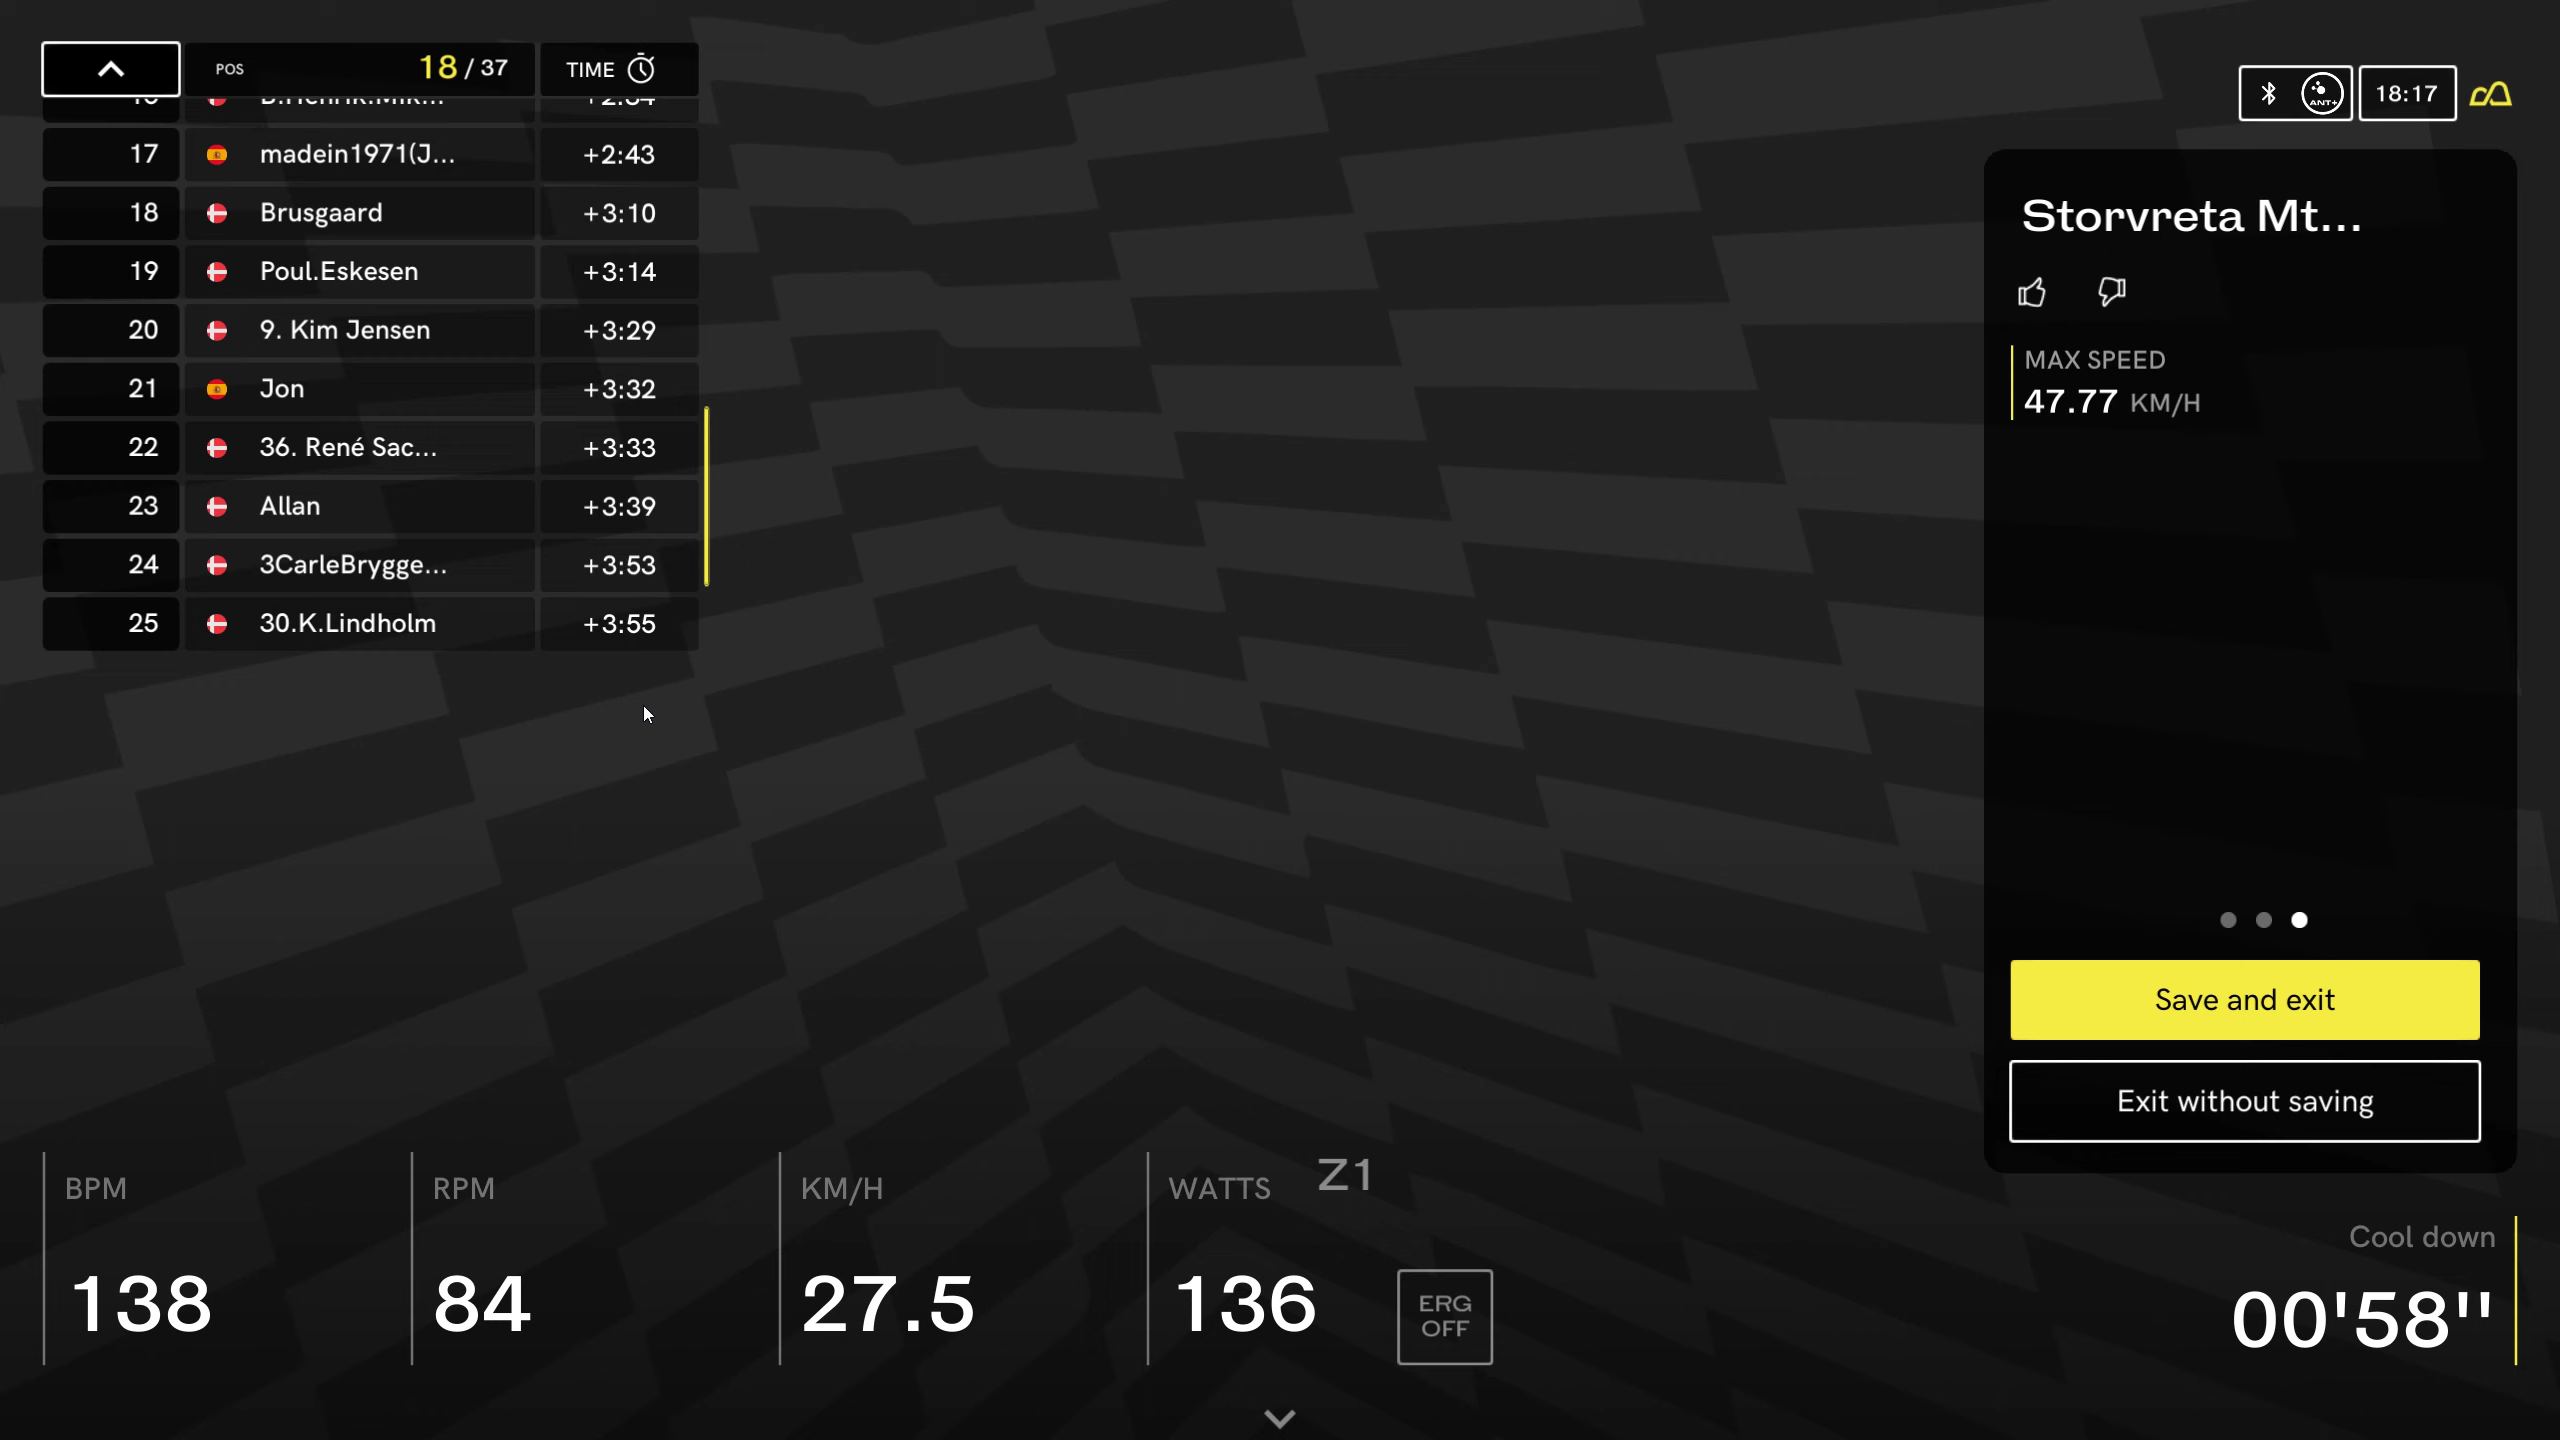 POS 18 / 37 TIME
17 madein1971(J... +2:43
18 Brusgaard +3:10
19 Poul.Eskesen +3:14
20 9. Kim Jensen +3:29
21 Jon +3:32
22 36. René Sac... +3:33
23 Allan +3:39
24 3CarleBrygge... +3:53
25 30.K.Lindholm +3:55
ANT+ 18:17
Storvreta Mt...
MAX SPEED
47.77 KM/H
Save and exit
Exit without saving
BPM RPM KM/H WATTS Z1
138 84 27.5 136
ERG
OFF
Cool down
00'58''